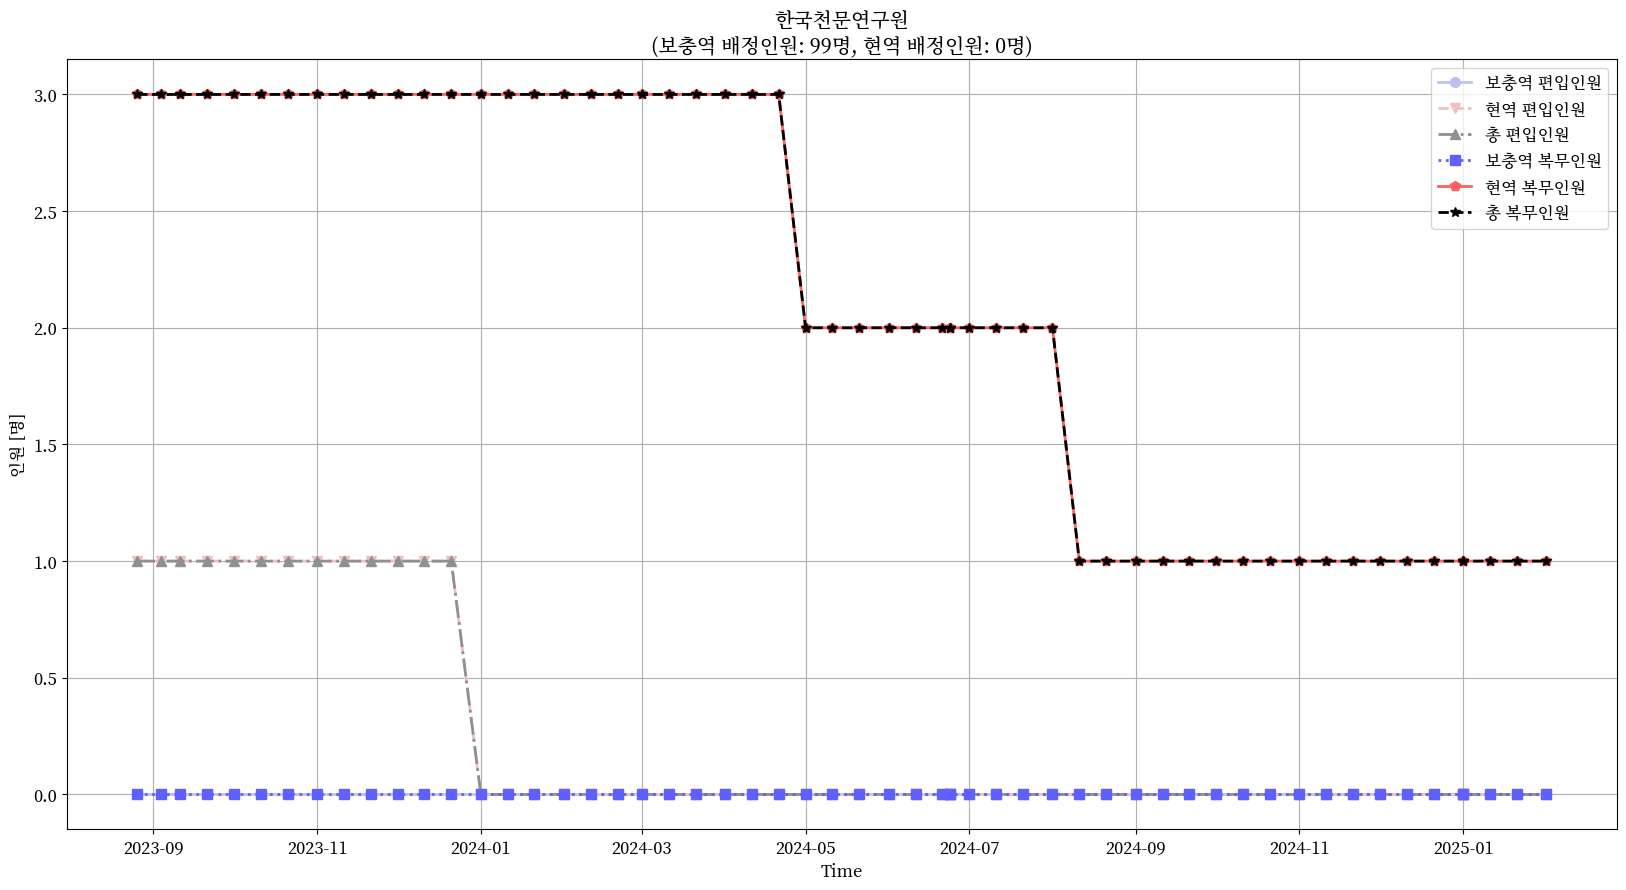 한국천문연구원
(보충역 배정인원: 99명, 현역 배정인원: 0명)
보충역 편입인원
현역 편입인원
총 편입인원
보충역 복무인원
현역 복무인원
총 복무인원
인원 [명]
3.0
2.5
2.0
1.5
1.0
0.5
0.0
2023-09
2023-11
2024-01
2024-03
2024-05
2024-07
2024-09
2024-11
2025-01
Time